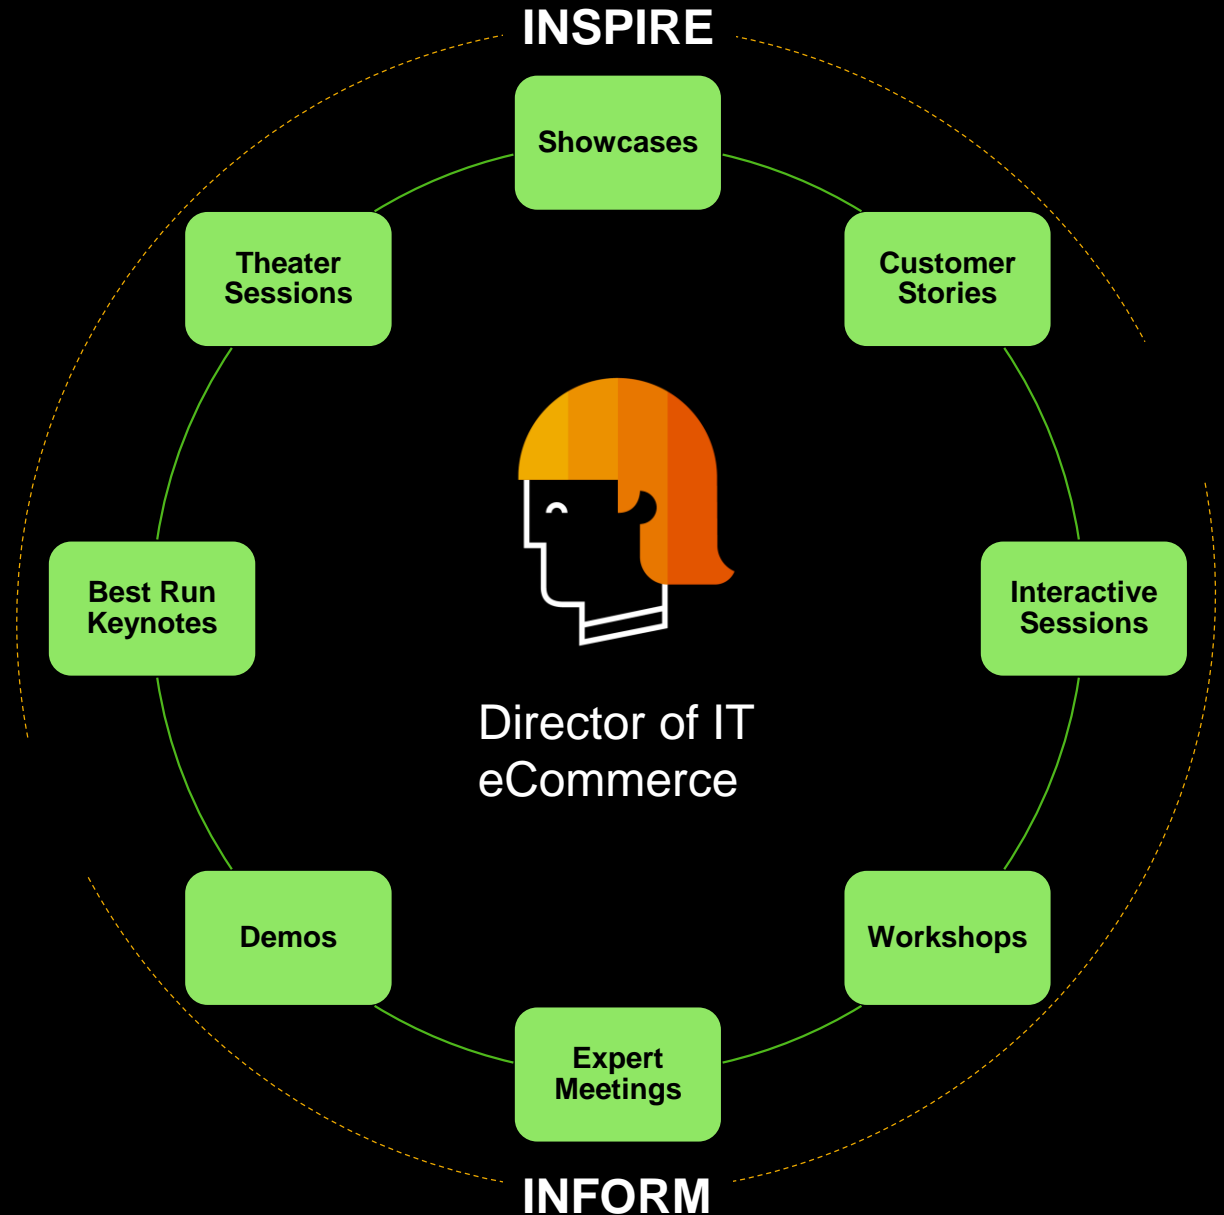 INSPIRE
Showcases
Theater
Sessions
Customer
Stories
Best Run
Keynotes
Interactive
Sessions
Director of IT
eCommerce
Demos
Workshops
Expert
Meetings
INFORM